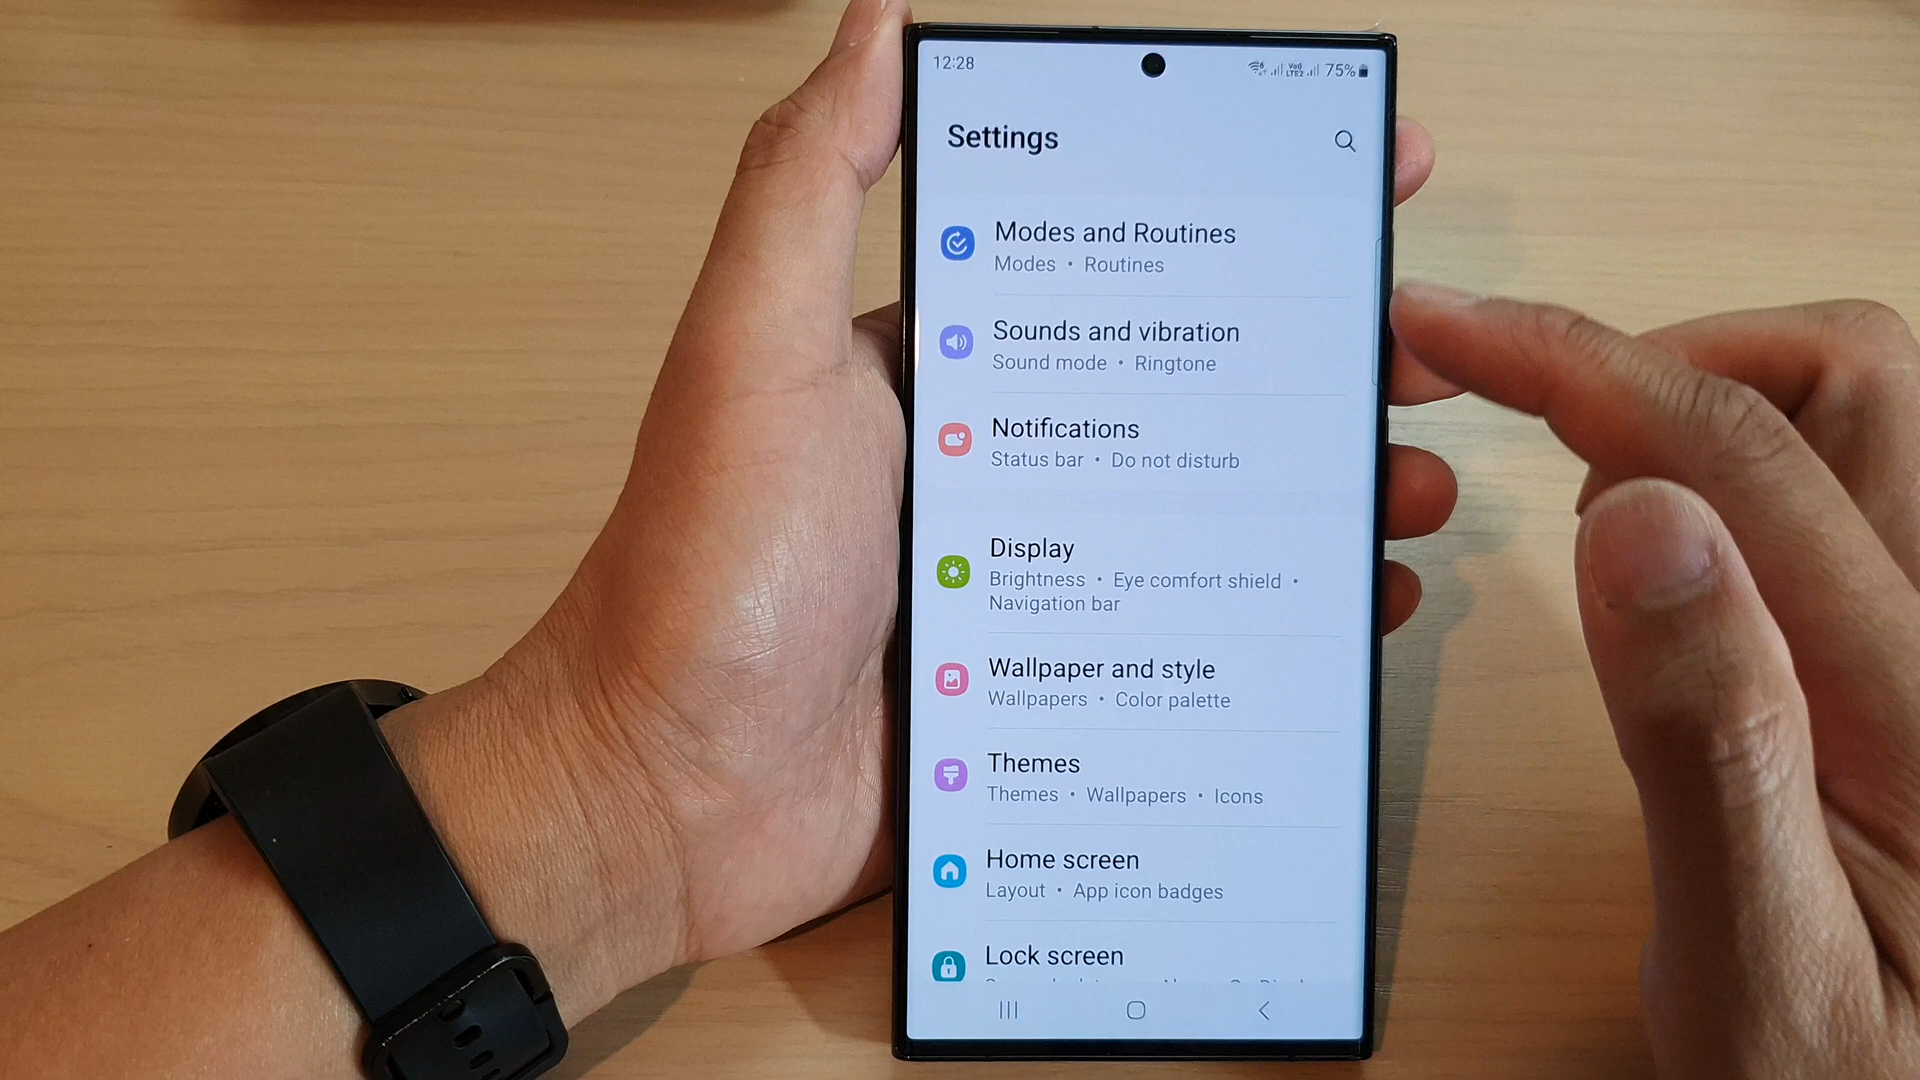 12:28
75%
Settings
Modes and Routines
Modes • Routines
Sounds and vibration
Sound mode • Ringtone
Notifications
Status bar • Do not disturb
Display
Brightness • Eye comfort shield •
Navigation bar
Wallpaper and style
Wallpapers • Color palette
Themes
Themes • Wallpapers • Icons
Home screen
Layout • App icon badges
Lock screen